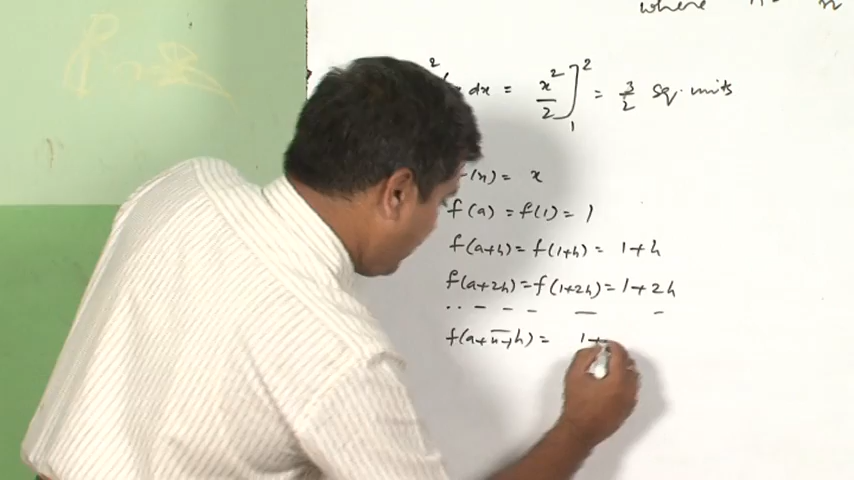 where
dx = x²/2 ]₁² = 3/2 Sq. units
(x) = x
f(a) = f(1) = 1
f(a+h) = f(1+h) = 1+h
f(a+2h) = f(1+2h) = 1+2h
.. - - - — -
f(a+n̅-̅1̅h) = 1+